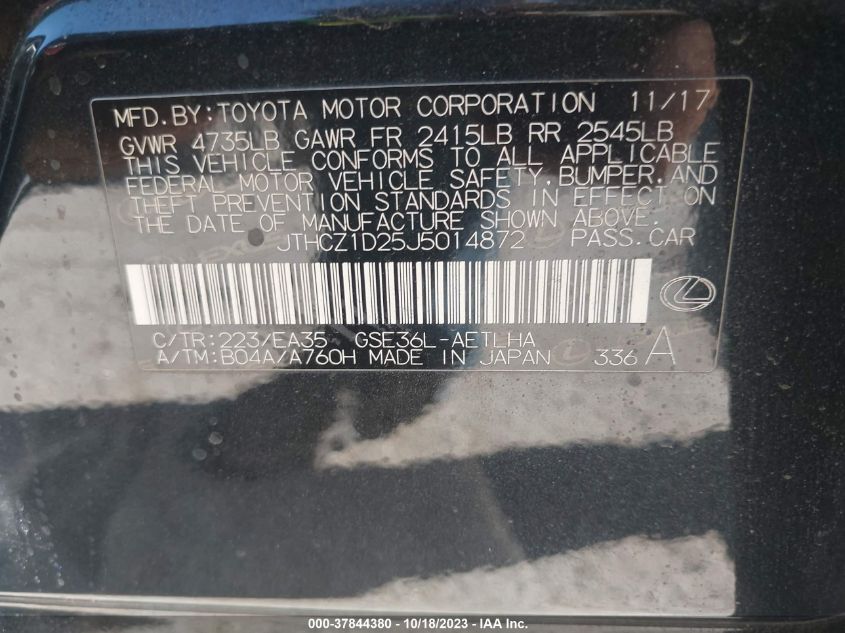 MFD. BY: TOYOTA MOTOR CORPORATION 11/17
GVWR 4735LB GAWR FR 2415LB RR 2545LB
THIS VEHICLE CONFORMS TO ALL APPLICABLE
FEDERAL MOTOR VEHICLE SAFETY, BUMPER, AND
THEFT PREVENTION STANDARDS IN EFFECT ON
THE DATE OF MANUFACTURE SHOWN ABOVE.
JTHCZ1D25J5014872 PASS. CAR
C/TR: 223/EA35 GSE36L-AETLHA
A/TM: B04A/A760H MADE IN JAPAN 336 A
000-37844380 - 10/18/2023 - IAA Inc.